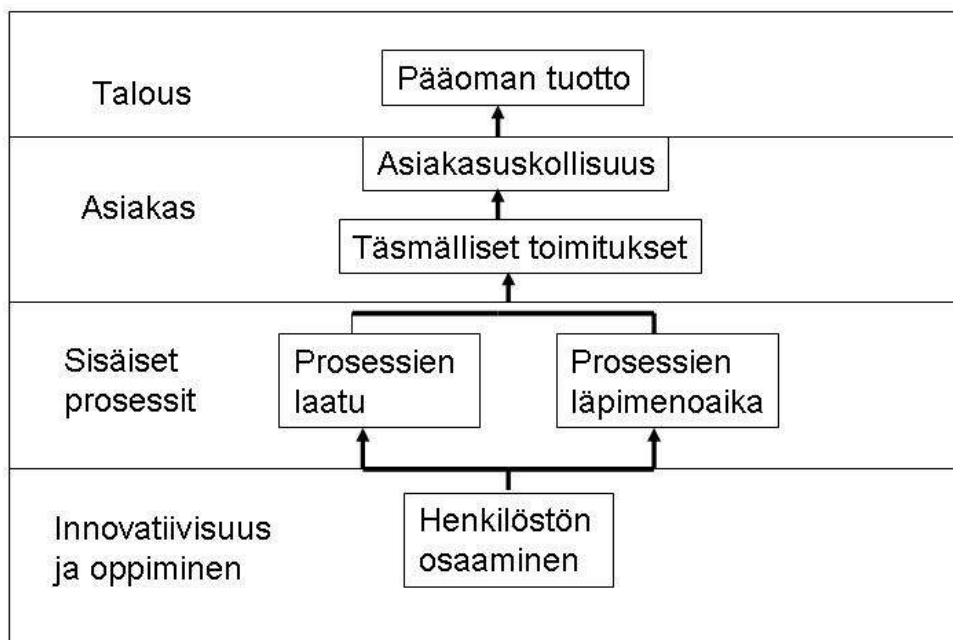 Talous
Pääoman tuotto
Asiakas
Asiakasuskollisuus
Täsmälliset toimitukset
Sisäiset
prosessit
Prosessien
laatu
Prosessien
läpimenoaika
Innovatiivisuus
ja oppiminen
Henkilöstön
osaaminen